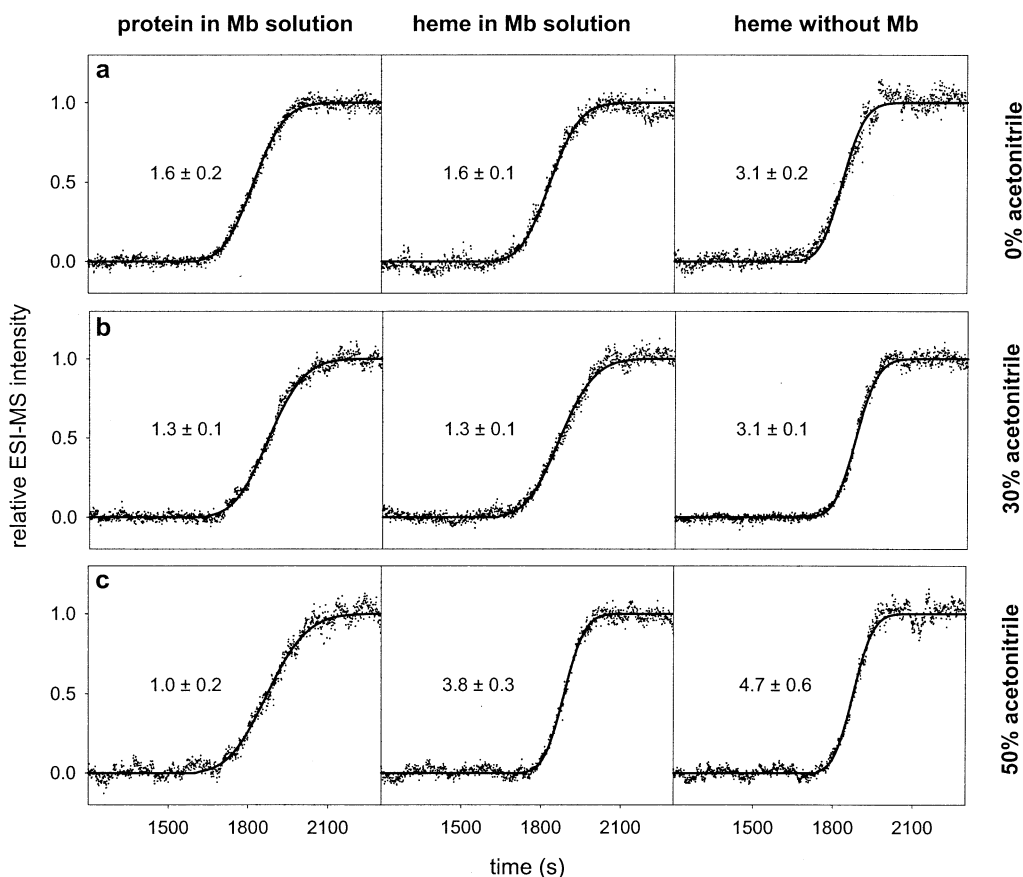 protein in Mb solution heme in Mb solution heme without Mb
a
1.0
0.5
0.0
1.6 ± 0.2
1.6 ± 0.1
3.1 ± 0.2
0% acetonitrile
b
1.0
0.5
0.0
1.3 ± 0.1
1.3 ± 0.1
3.1 ± 0.1
30% acetonitrile
relative ESI-MS intensity
c
1.0
0.5
0.0
1.0 ± 0.2
3.8 ± 0.3
4.7 ± 0.6
50% acetonitrile
1500 1800 2100 1500 1800 2100 1500 1800 2100
time (s)